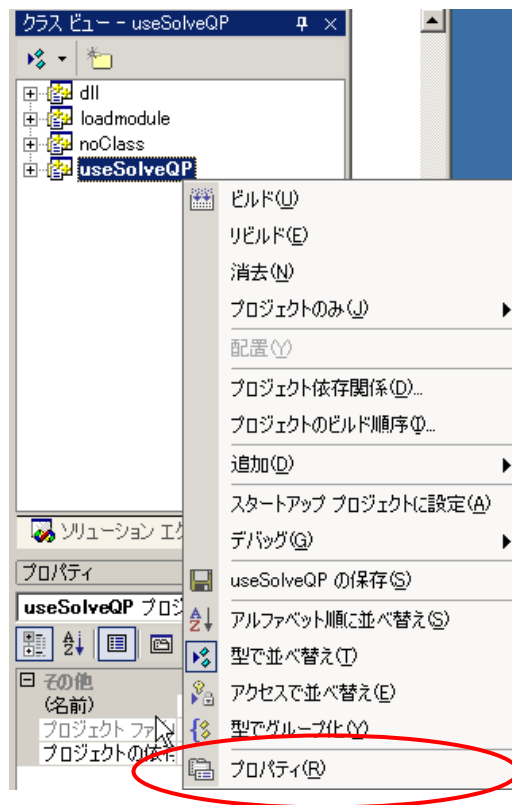 クラス ビュー - useSolveQP
dll
loadmodule
noClass
useSolveQP
ビルド(U)
リビルド(E)
消去(N)
プロジェクトのみ(J)
配置(Y)
プロジェクト依存関係(D)...
プロジェクトのビルド順序(I)...
追加(D)
スタートアップ プロジェクトに設定(A)
デバッグ(G)
useSolveQP の保存(S)
アルファベット順に並べ替え(S)
型で並べ替え(T)
アクセスで並べ替え(E)
型でグループ化(Y)
プロパティ(R)
ソリューション エク
プロパティ
useSolveQP プロジ
その他
(名前)
プロジェクト ファ
プロジェクトの依存